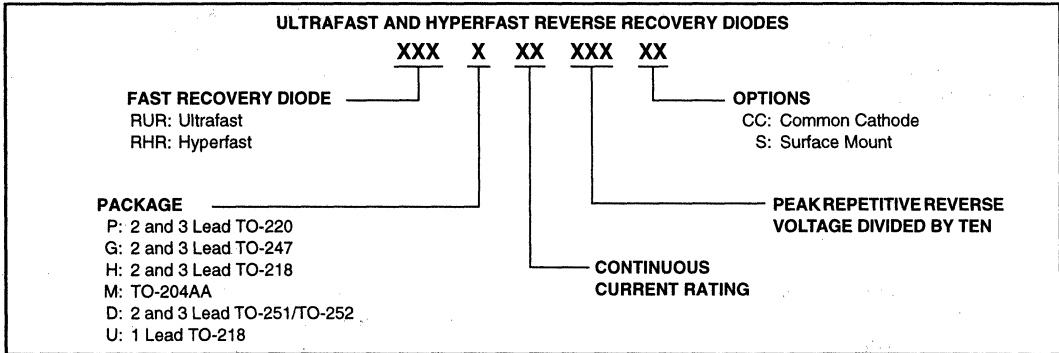 ULTRAFAST AND HYPERFAST REVERSE RECOVERY DIODES
XXX X XX XXX XX
FAST RECOVERY DIODE
RUR: Ultrafast
RHR: Hyperfast
OPTIONS
CC: Common Cathode
S: Surface Mount
PACKAGE
P: 2 and 3 Lead TO-220
G: 2 and 3 Lead TO-247
H: 2 and 3 Lead TO-218
M: TO-204AA
D: 2 and 3 Lead TO-251/TO-252
U: 1 Lead TO-218
PEAK REPETITIVE REVERSE
VOLTAGE DIVIDED BY TEN
CONTINUOUS
CURRENT RATING